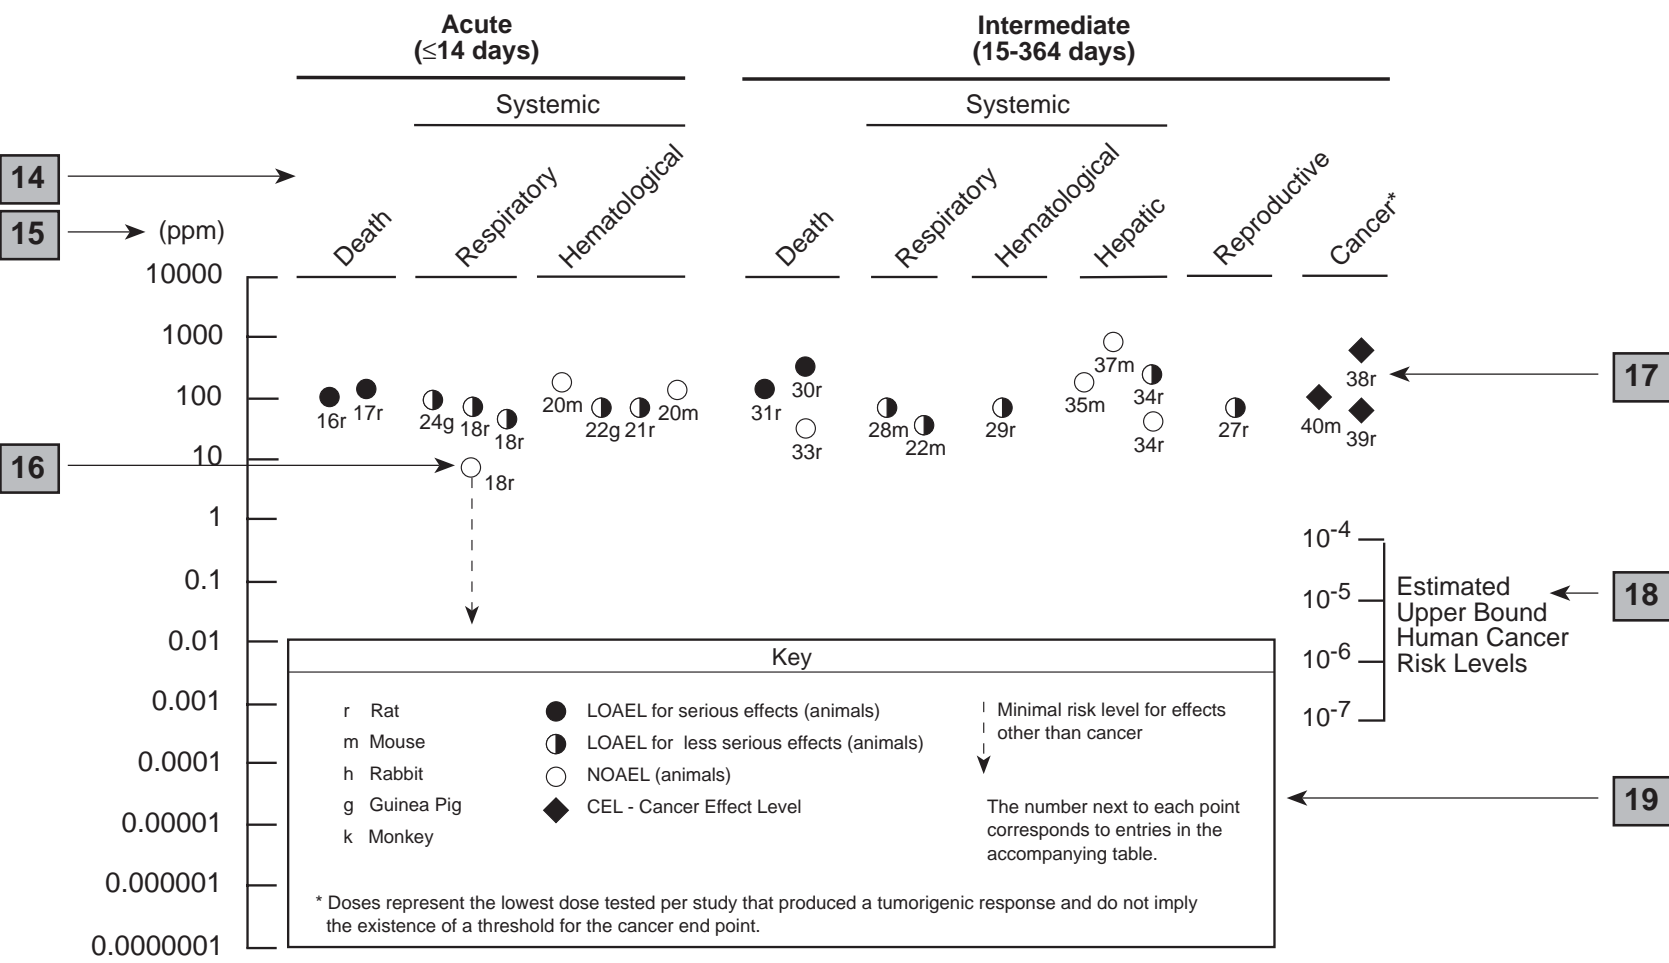 Acute
(≤14 days)
Intermediate
(15-364 days)
Systemic
Systemic
14
15
(ppm)
Death
Respiratory
Hematological
Death
Respiratory
Hematological
Hepatic
Reproductive
Cancer*
10000
1000
100
10
1
0.1
0.01
0.001
0.0001
0.00001
0.000001
0.0000001
16r
17r
24g
18r
18r
18r
20m
22g
21r
20m
31r
30r
33r
28m
22m
29r
35m
37m
34r
34r
27r
40m
38r
39r
16
17
10-4
10-5
10-6
10-7
Estimated
Upper Bound
Human Cancer
Risk Levels
18
19
Key
r Rat
m Mouse
h Rabbit
g Guinea Pig
k Monkey
LOAEL for serious effects (animals)
LOAEL for less serious effects (animals)
NOAEL (animals)
CEL - Cancer Effect Level
Minimal risk level for effects
other than cancer
The number next to each point
corresponds to entries in the
accompanying table.
* Doses represent the lowest dose tested per study that produced a tumorigenic response and do not imply
the existence of a threshold for the cancer end point.